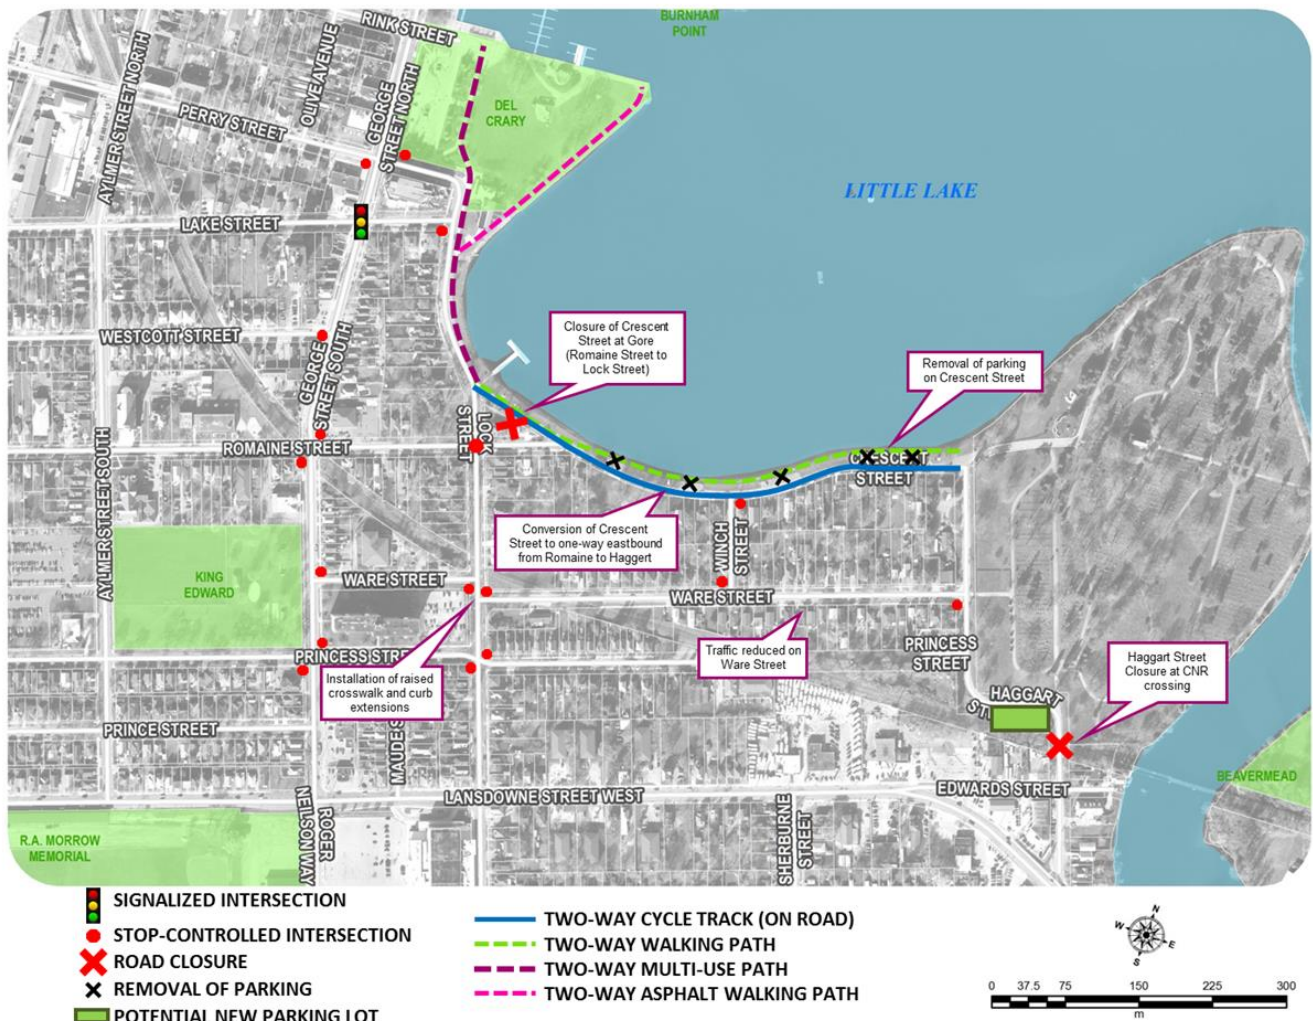 BURNHAM
POINT
RINK STREET
AYLMER STREET NORTH
OLIVE AVENUE
GEORGE
STREET NORTH
PERRY STREET
DEL
CRARY
LITTLE LAKE
LAKE STREET
WESTCOTT STREET
GEORGE
STREET SOUTH
Closure of Crescent
Street at Gore
(Romaine Street to
Lock Street)
Removal of parking
on Crescent Street
ROMAINE STREET
LOCK
STREET
CRESCENT
STREET
AYLMER STREET SOUTH
Conversion of Crescent
Street to one-way eastbound
from Romaine to Haggert
WINCH
STREET
KING
EDWARD
WARE STREET
WARE STREET
PRINCESS STREET
Installation of raised
crosswalk and curb
extensions
Traffic reduced on
Ware Street
PRINCESS
STREET
Haggart Street
Closure at CNR
crossing
HAGGART
PRINCE STREET
LANSDOWNE STREET WEST
EDWARDS STREET
BEAVERMEAD
SHERBURNE
STREET
NEILSON WAY
ROGER
R.A. MORROW
MEMORIAL
SIGNALIZED INTERSECTION
STOP-CONTROLLED INTERSECTION
ROAD CLOSURE
REMOVAL OF PARKING
POTENTIAL NEW PARKING LOT
TWO-WAY CYCLE TRACK (ON ROAD)
TWO-WAY WALKING PATH
TWO-WAY MULTI-USE PATH
TWO-WAY ASPHALT WALKING PATH
N
W
E
S
0 37.5 75 150 225 300
m